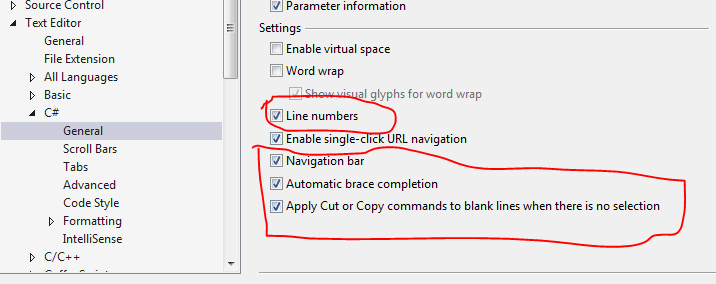 Source Control
Text Editor
General
File Extension
All Languages
Basic
C#
General
Scroll Bars
Tabs
Advanced
Code Style
Formatting
IntelliSense
C/C++
Parameter information
Settings
Enable virtual space
Word wrap
Show visual glyphs for word wrap
Line numbers
Enable single-click URL navigation
Navigation bar
Automatic brace completion
Apply Cut or Copy commands to blank lines when there is no selection